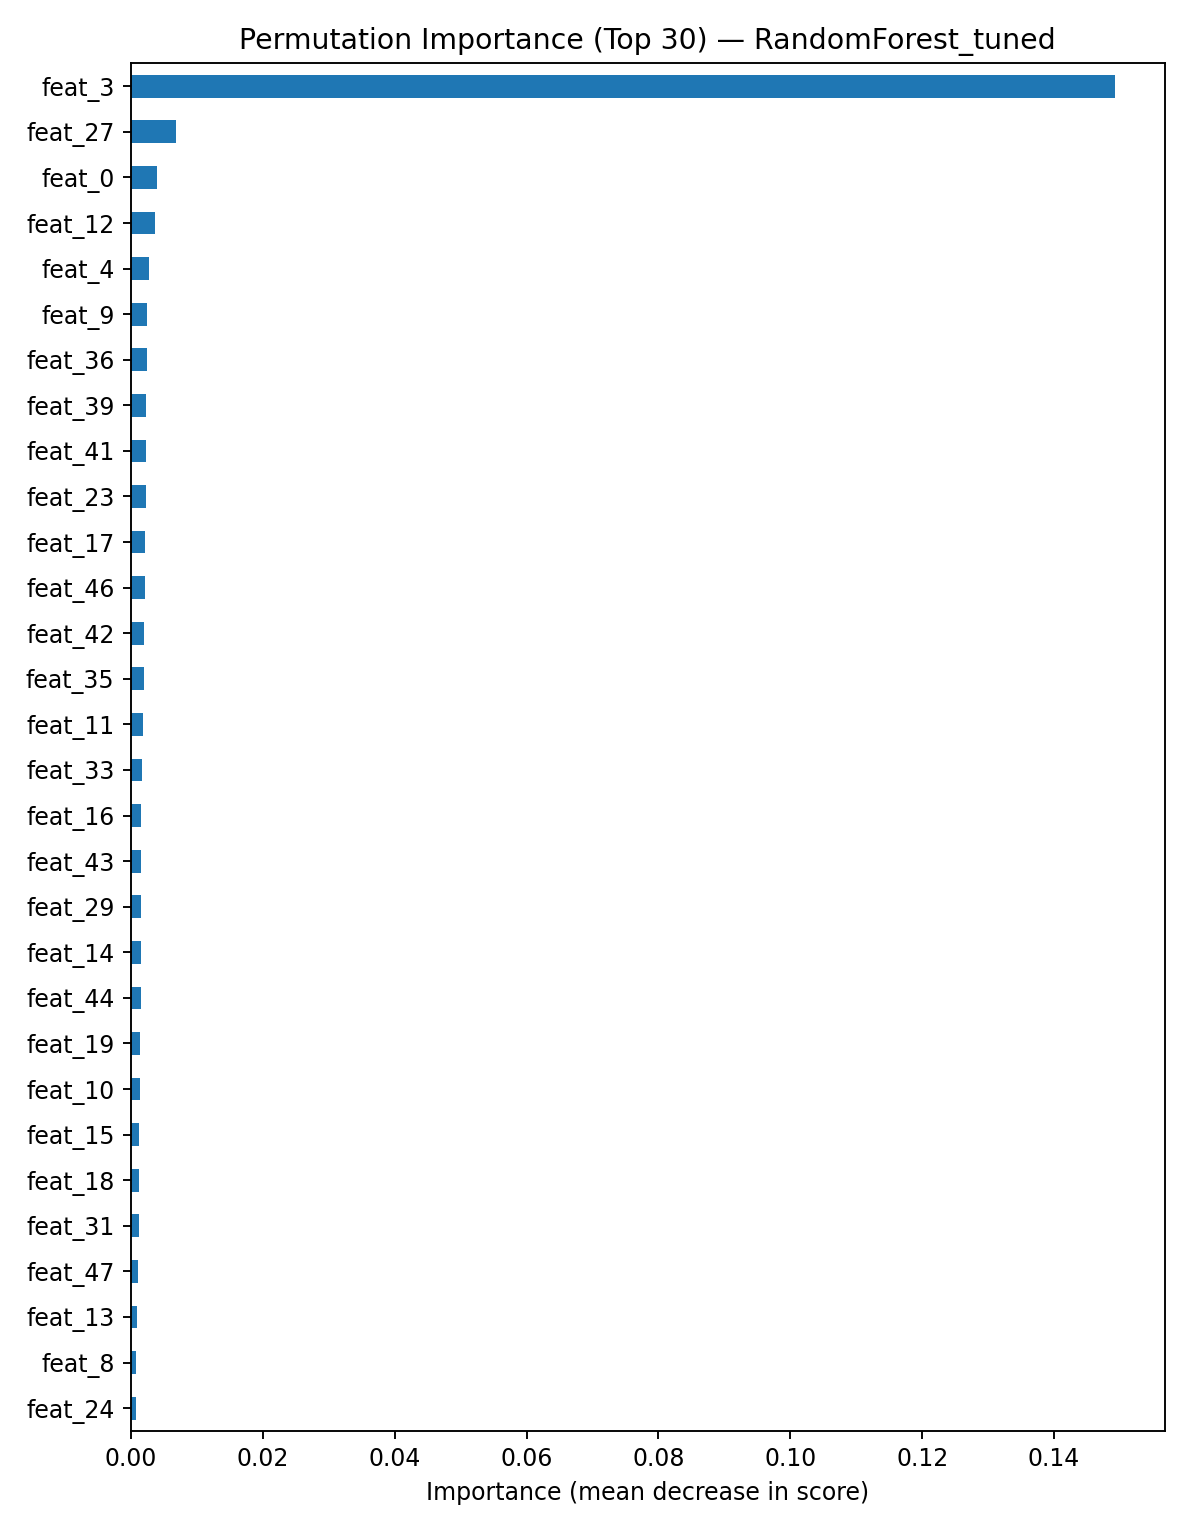 Permutation Importance (Top 30) — RandomForest_tuned
feat_3
feat_27
feat_0
feat_12
feat_4
feat_9
feat_36
feat_39
feat_41
feat_23
feat_17
feat_46
feat_42
feat_35
feat_11
feat_33
feat_16
feat_43
feat_29
feat_14
feat_44
feat_19
feat_10
feat_15
feat_18
feat_31
feat_47
feat_13
feat_8
feat_24
0.00 0.02 0.04 0.06 0.08 0.10 0.12 0.14
Importance (mean decrease in score)